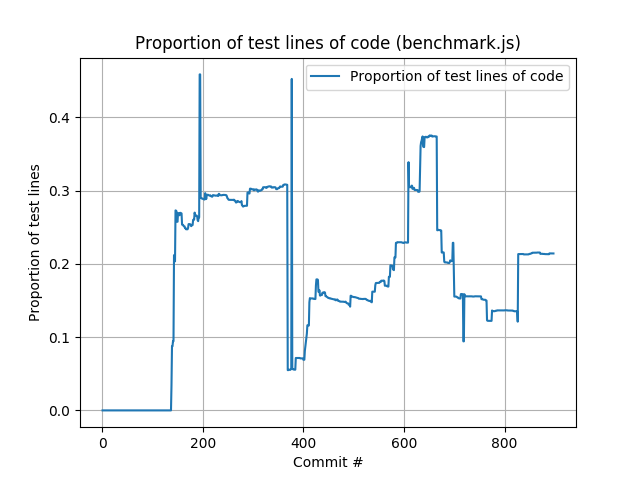 Proportion of test lines of code (benchmark.js)
Proportion of test lines of code
0.4
0.3
0.2
0.1
0.0
Proportion of test lines
0
200
400
600
800
Commit #